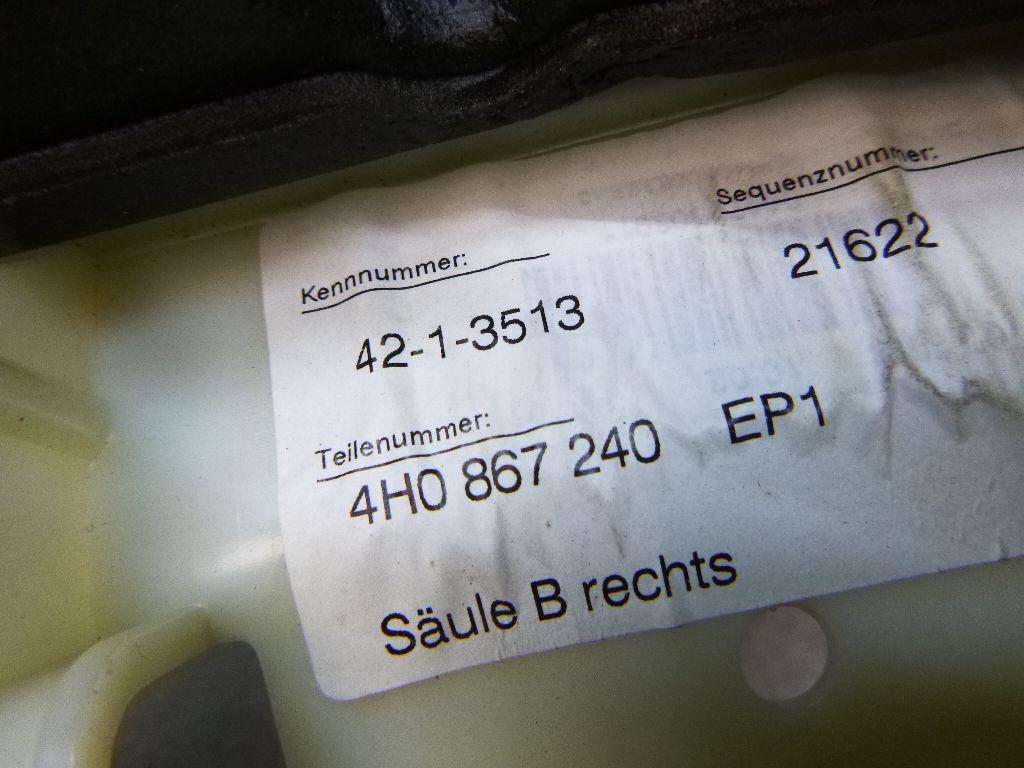 Kennnummer:
Sequenznummer:
42-1-3513
21622
Teilenummer:
4H0 867 240 EP1
Säule B rechts